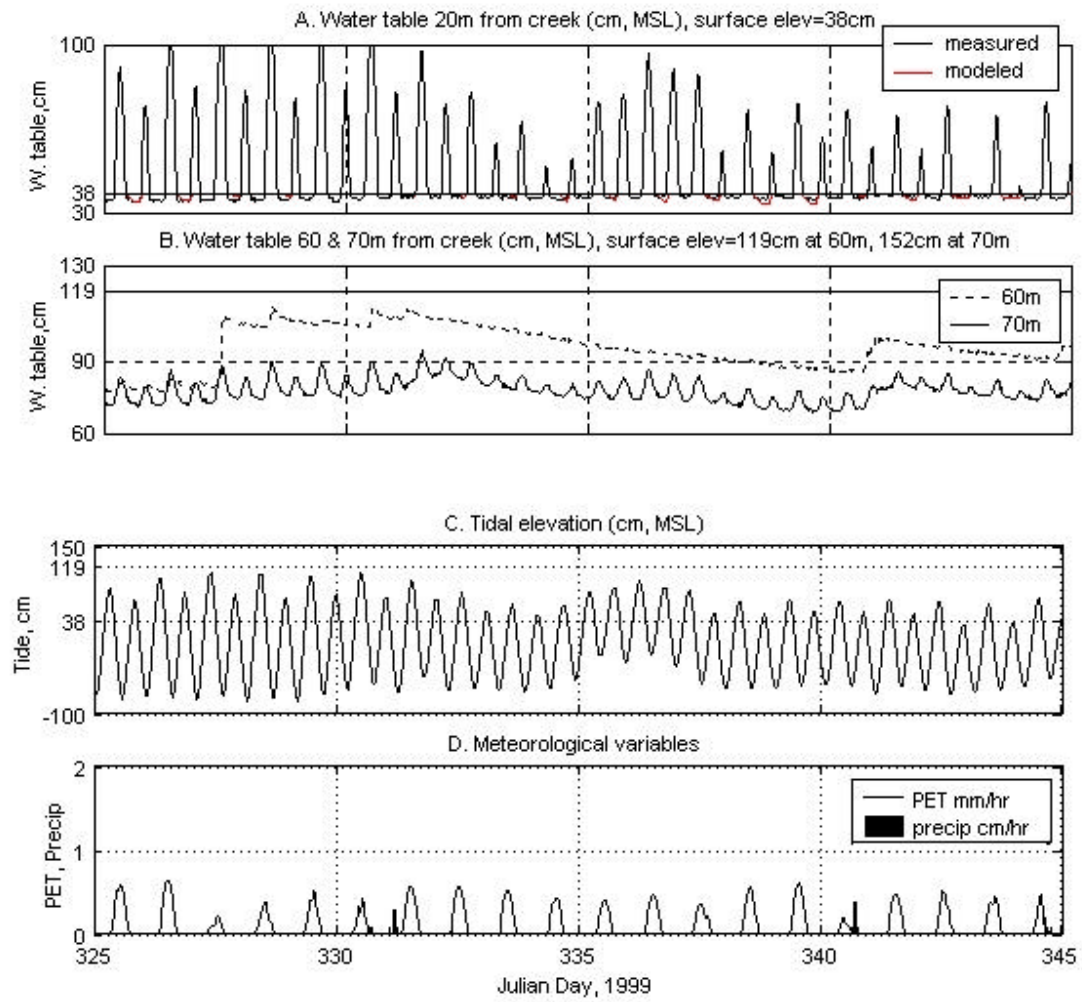 A. Water table 20m from creek (cm, MSL), surface elev=38cm
100
38
30
W. table,cm
measured
modeled
B. Water table 60 & 70m from creek (cm, MSL), surface elev=119cm at 60m, 152cm at 70m
130
119
90
60
W. table,cm
60m
70m
C. Tidal elevation (cm, MSL)
150
119
38
-100
Tide, cm
D. Meteorological variables
2
1
0
PET, Precip
PET mm/hr
precip cm/hr
325 330 335 340 345
Julian Day, 1999